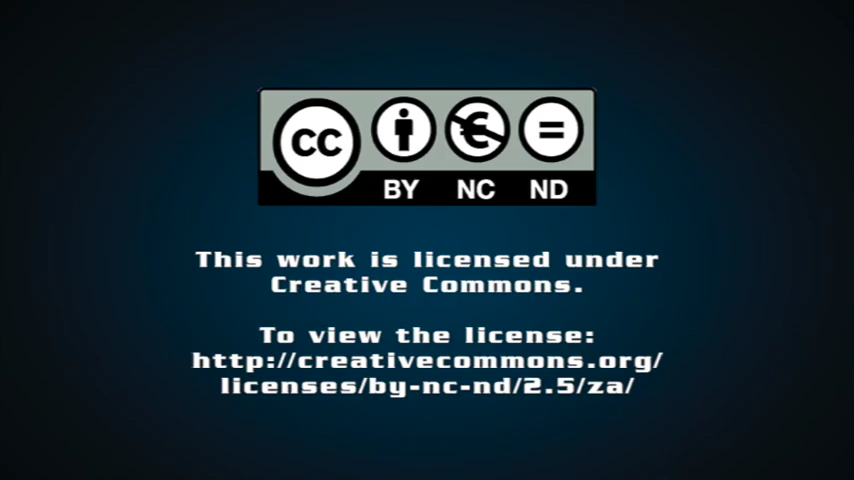 CC
BY NC ND
This work is licensed under
Creative Commons.
To view the license:
http://creativecommons.org/
licenses/by-nc-nd/2.5/za/